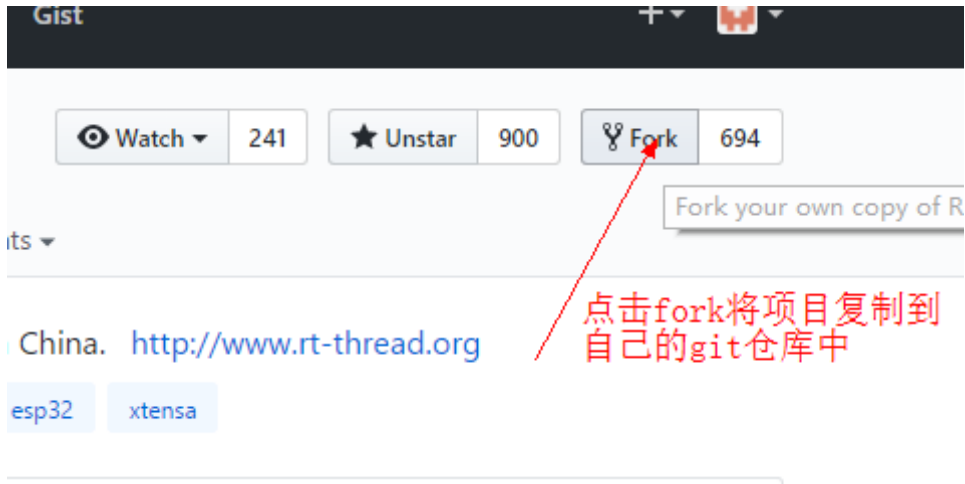 Gist
Watch 241 Unstar 900 Fork 694
Fork your own copy of R
nts
China. http://www.rt-thread.org
点击fork将项目复制到
自己的git仓库中
esp32 xtensa